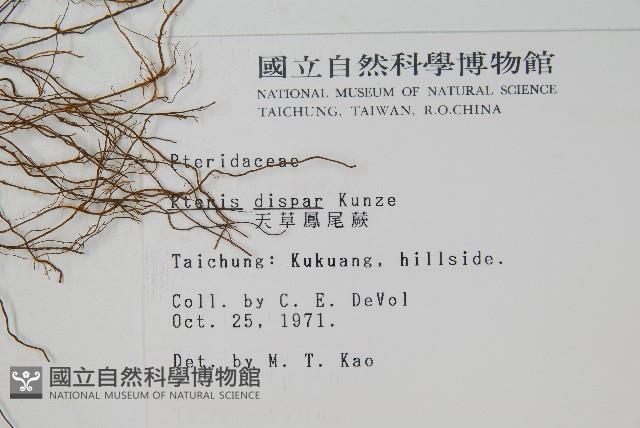 國立自然科學博物館
NATIONAL MUSEUM OF NATURAL SCIENCE
TAICHUNG, TAIWAN, R.O.CHINA
Pteridaceae
Pteris dispar Kunze
天草鳳尾蕨
Taichung: Kukuang, hillside.
Coll. by C. E. DeVol
Oct. 25, 1971.
Det. by M. T. Kao
國立自然科學博物館
NATIONAL MUSEUM OF NATURAL SCIENCE